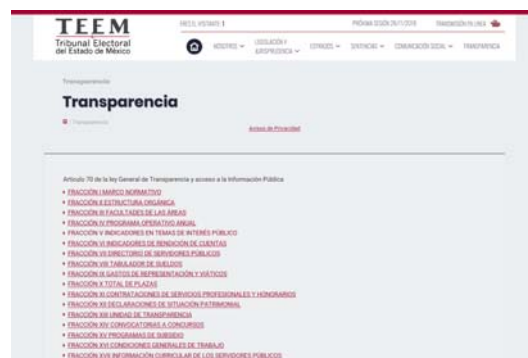 TEEM
Tribunal Electoral
del Estado de México
ERES EL VISITANTE: 1
PRÓXIMA SESIÓN 29/11/2018
TRANSMISIÓN EN LÍNEA
NOSOTROS
LEGISLACIÓN Y
JURISPRUDENCIA
ESTRADOS
SENTENCIAS
COMUNICACIÓN SOCIAL
TRANSPARENCIA
Transparencia
Transparencia
/ Transparencia
Avisos de Privacidad
Artículo 70 de la ley General de Transparencia y acceso a la Información Pública
FRACCIÓN I MARCO NORMATIVO
FRACCIÓN II ESTRUCTURA ORGÁNICA
FRACCIÓN III FACULTADES DE LAS ÁREAS
FRACCIÓN IV PROGRAMA OPERATIVO ANUAL
FRACCIÓN V INDICADORES EN TEMAS DE INTERÉS PÚBLICO
FRACCIÓN VI INDICADORES DE RENDICIÓN DE CUENTAS
FRACCIÓN VII DIRECTORIO DE SERVIDORES PÚBLICOS
FRACCIÓN VIII TABULADOR DE SUELDOS
FRACCIÓN IX GASTOS DE REPRESENTACIÓN Y VIÁTICOS
FRACCIÓN X TOTAL DE PLAZAS
FRACCIÓN XI CONTRATACIONES DE SERVICIOS PROFESIONALES Y HONORARIOS
FRACCIÓN XII DECLARACIONES DE SITUACIÓN PATRIMONIAL
FRACCIÓN XIII UNIDAD DE TRANSPARENCIA
FRACCIÓN XIV CONVOCATORIAS A CONCURSOS
FRACCIÓN XV PROGRAMAS DE SUBSIDIO
FRACCIÓN XVI CONDICIONES GENERALES DE TRABAJO
FRACCIÓN XVII INFORMACIÓN CURRICULAR DE LOS SERVIDORES PÚBLICOS